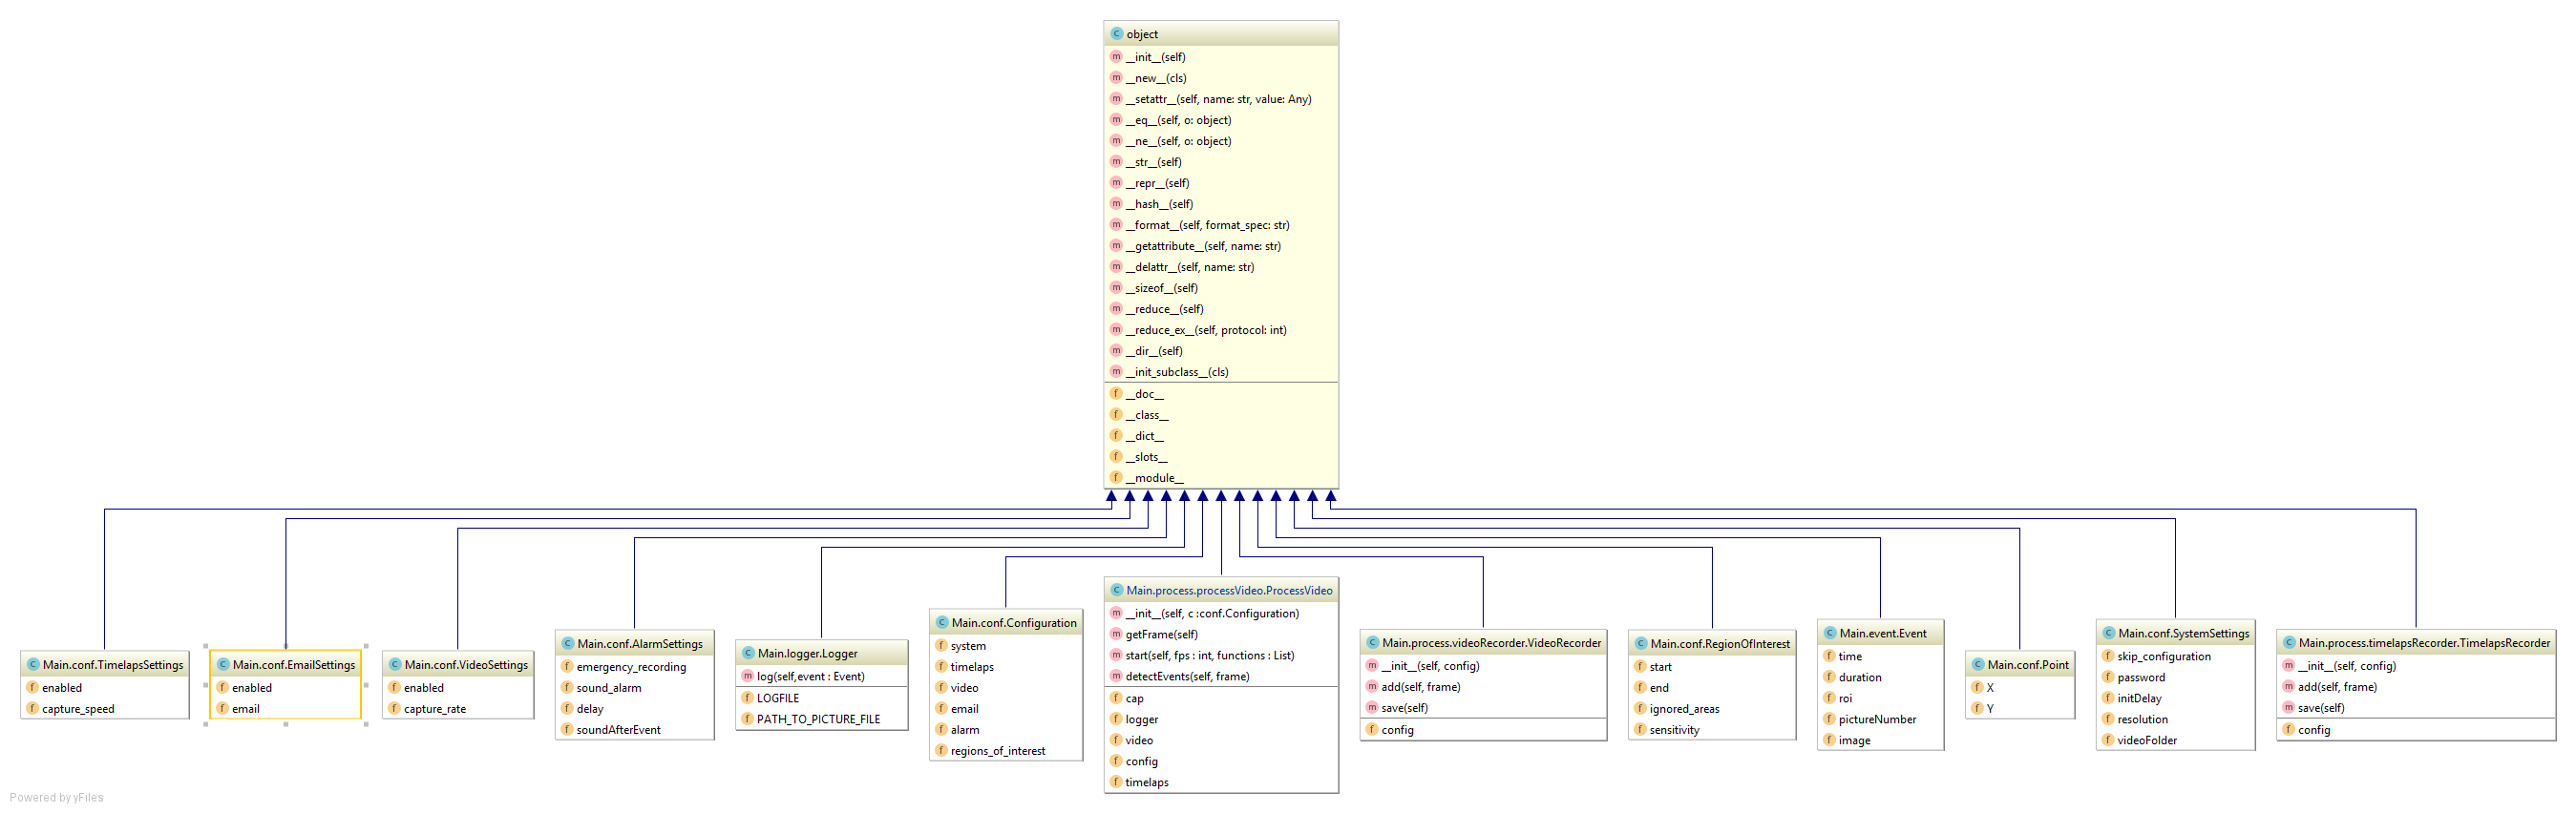 object
__init__(self)
__new__(cls)
__setattr__(self, name: str, value: Any)
__eq__(self, o: object)
__ne__(self, o: object)
__str__(self)
__repr__(self)
__hash__(self)
__format__(self, format_spec: str)
__getattribute__(self, name: str)
__delattr__(self, name: str)
__sizeof__(self)
__reduce__(self)
__reduce_ex__(self, protocol: int)
__dir__(self)
__init_subclass__(cls)
__doc__
__class__
__dict__
__slots__
__module__
Main.conf.TimelapsSettings
enabled
capture_speed
Main.conf.EmailSettings
enabled
email
Main.conf.VideoSettings
enabled
capture_rate
Main.conf.AlarmSettings
emergency_recording
sound_alarm
delay
soundAfterEvent
Main.logger.Logger
log(self,event : Event)
LOGFILE
PATH_TO_PICTURE_FILE
Main.conf.Configuration
system
timelaps
video
email
alarm
regions_of_interest
Main.process.processVideo.ProcessVideo
__init__(self, c :conf.Configuration)
getFrame(self)
start(self, fps : int, functions : List)
detectEvents(self, frame)
cap
logger
video
config
timelaps
Main.process.videoRecorder.VideoRecorder
__init__(self, config)
add(self, frame)
save(self)
config
Main.conf.RegionOfInterest
start
end
ignored_areas
sensitivity
Main.event.Event
time
duration
roi
pictureNumber
image
Main.conf.Point
X
Y
Main.conf.SystemSettings
skip_configuration
password
initDelay
resolution
videoFolder
Main.process.timelapsRecorder.TimelapsRecorder
__init__(self, config)
add(self, frame)
save(self)
config
Powered by yFiles